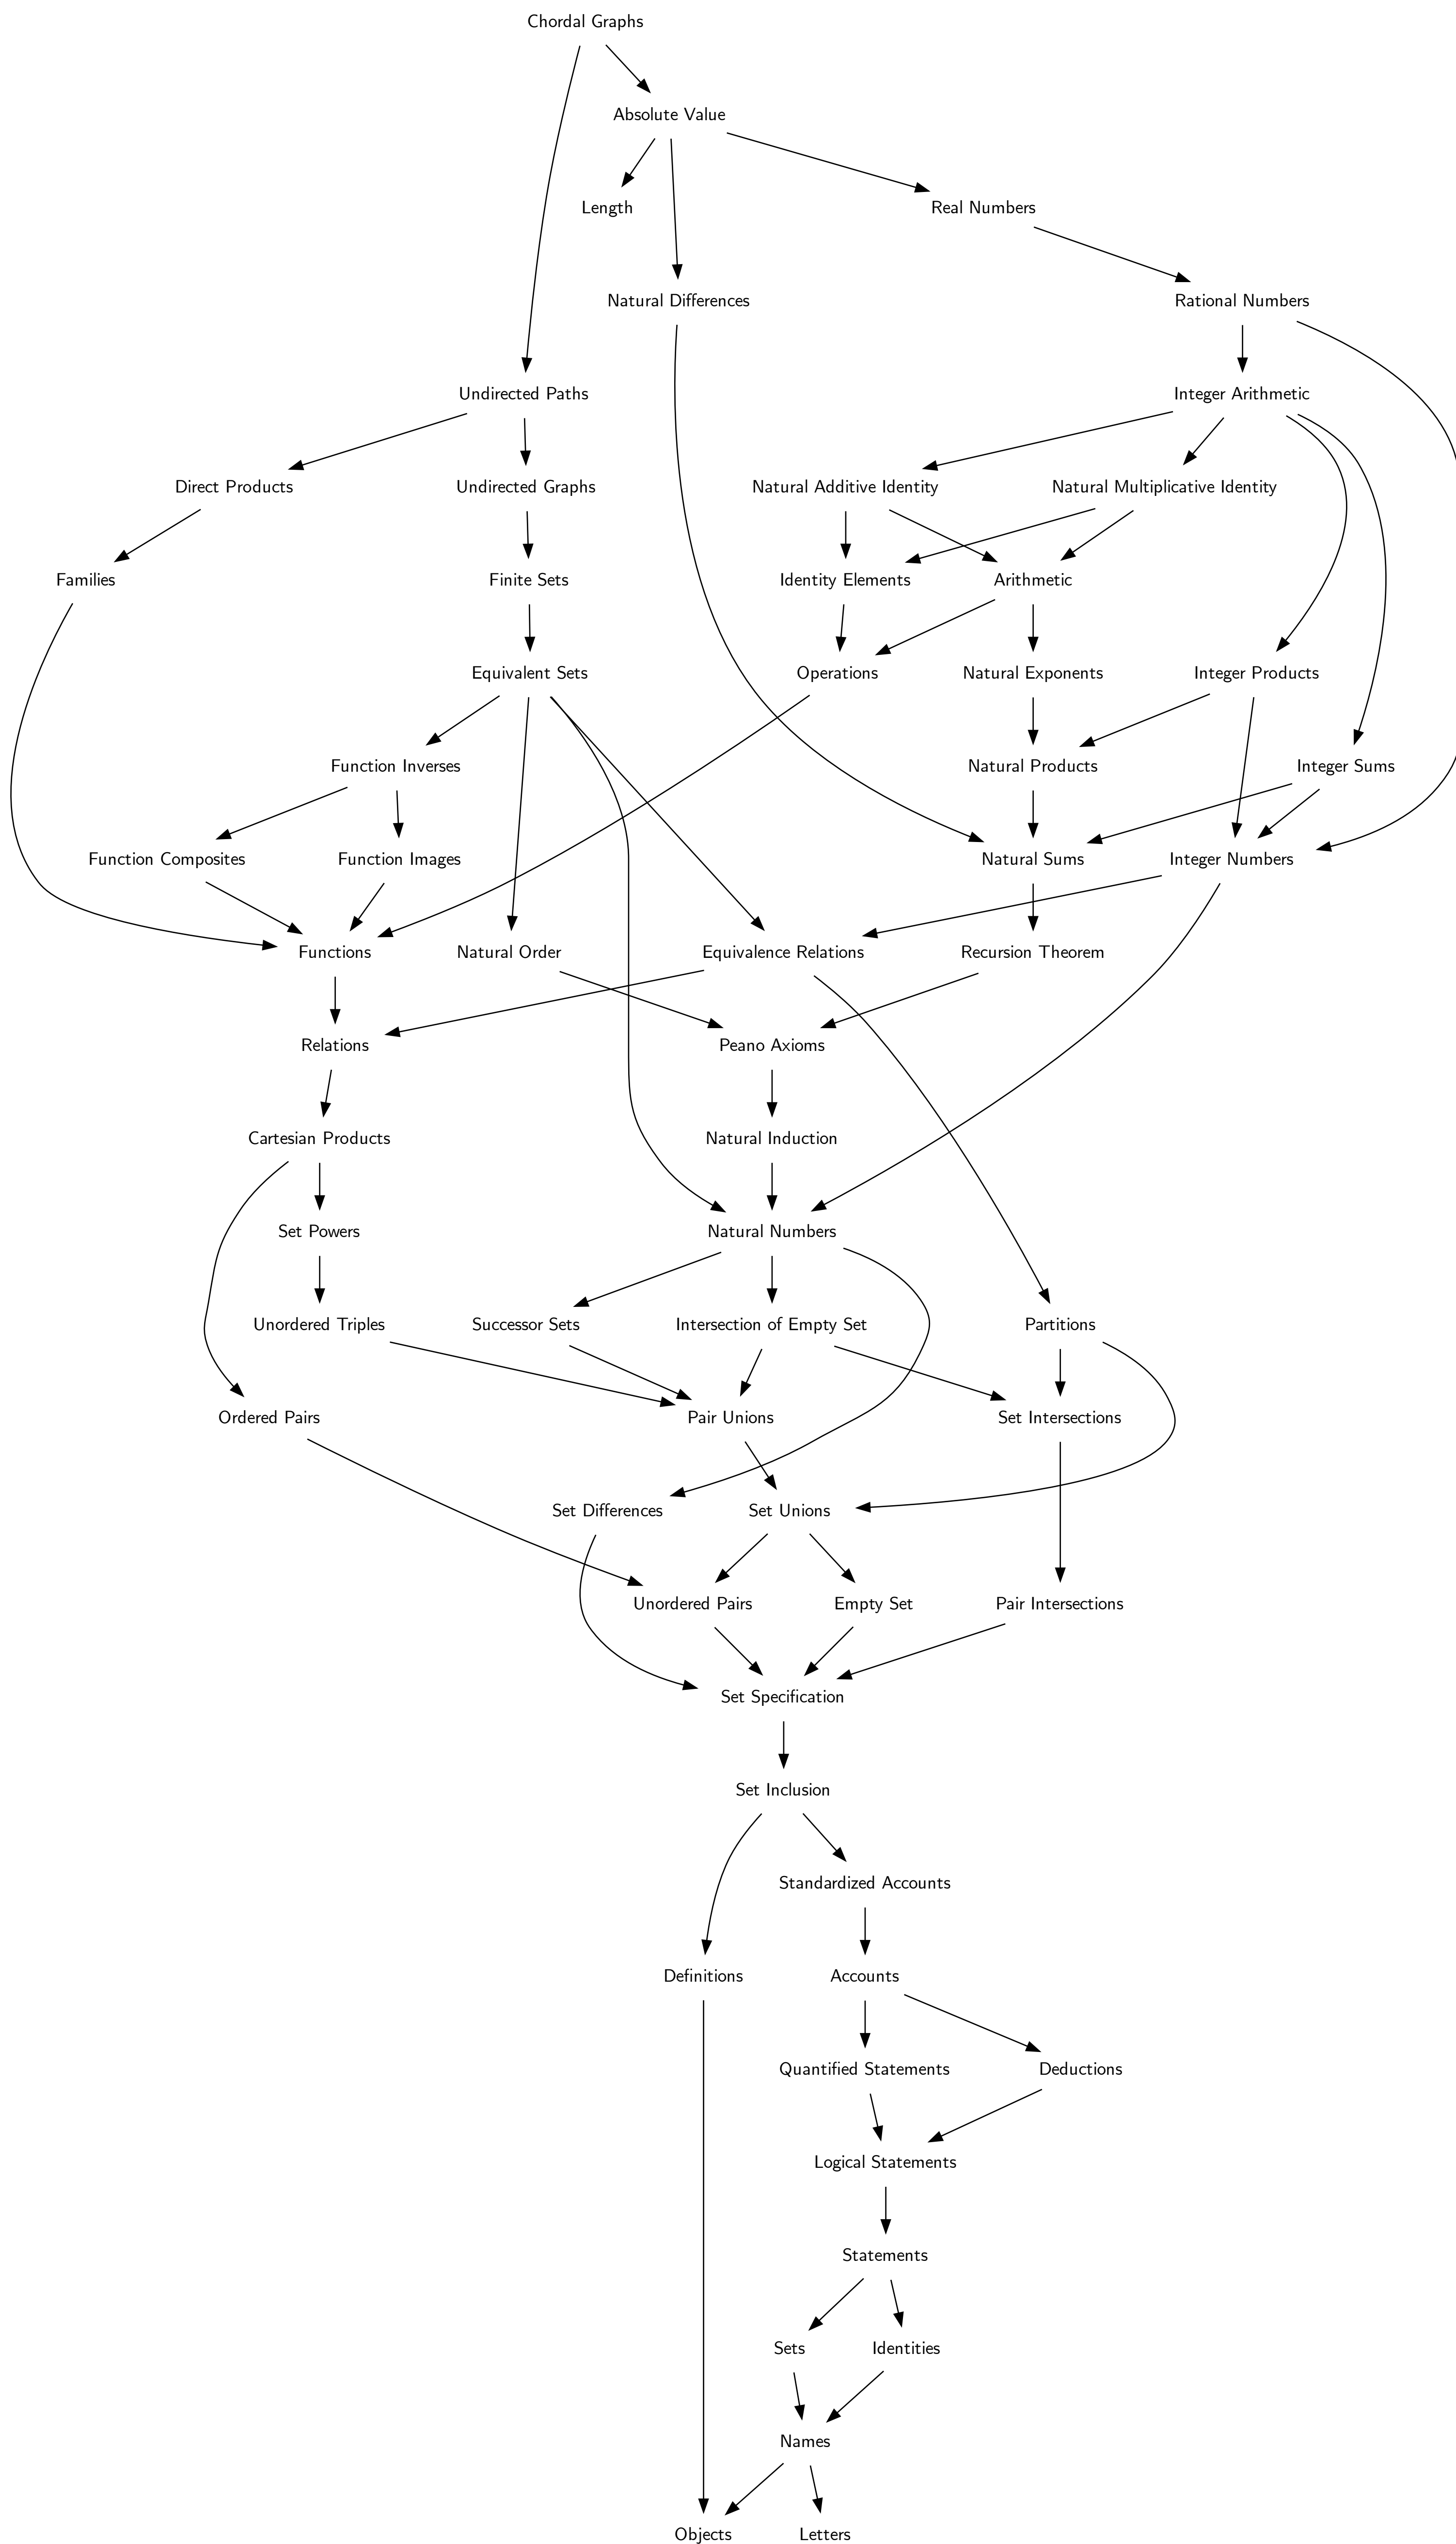 Chordal Graphs
Absolute Value
Length
Real Numbers
Natural Differences
Rational Numbers
Undirected Paths
Integer Arithmetic
Direct Products
Undirected Graphs
Natural Additive Identity
Natural Multiplicative Identity
Families
Finite Sets
Identity Elements
Arithmetic
Equivalent Sets
Operations
Natural Exponents
Integer Products
Function Inverses
Natural Products
Integer Sums
Function Composites
Function Images
Natural Sums
Integer Numbers
Functions
Natural Order
Equivalence Relations
Recursion Theorem
Relations
Peano Axioms
Cartesian Products
Natural Induction
Set Powers
Natural Numbers
Unordered Triples
Successor Sets
Intersection of Empty Set
Partitions
Ordered Pairs
Pair Unions
Set Intersections
Set Differences
Set Unions
Unordered Pairs
Empty Set
Pair Intersections
Set Specification
Set Inclusion
Standardized Accounts
Definitions
Accounts
Quantified Statements
Deductions
Logical Statements
Statements
Sets
Identities
Names
Objects
Letters